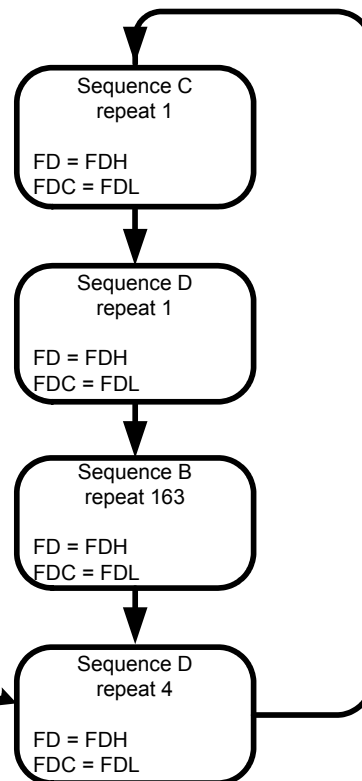 Sequence C
repeat 1
FD = FDH
FDC = FDL
Sequence D
repeat 1
FD = FDH
FDC = FDL
Sequence B
repeat 163
FD = FDH
FDC = FDL
Sequence D
repeat 4
FD = FDH
FDC = FDL